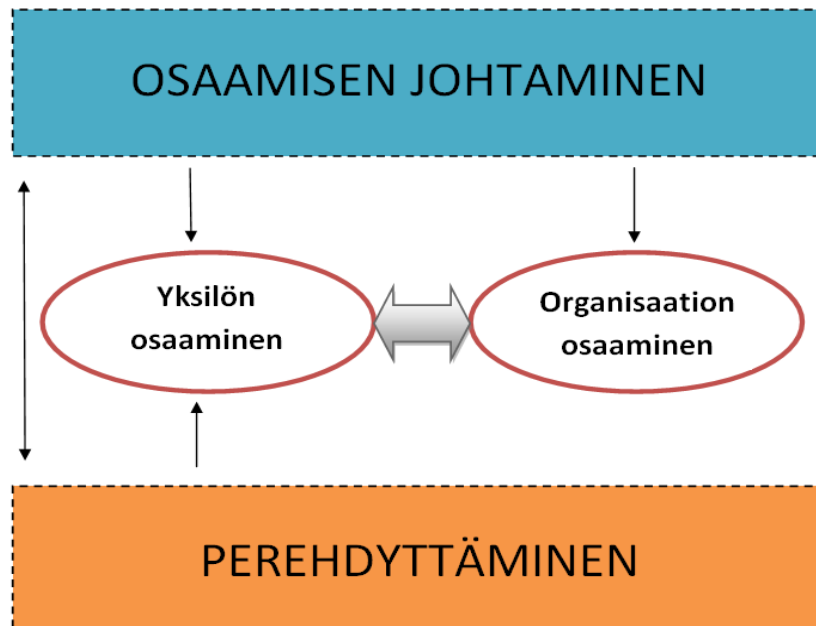 OSAAMISEN JOHTAMINEN
Yksilön
osaaminen
Organisaation
osaaminen
PEREHDYTTÄMINEN